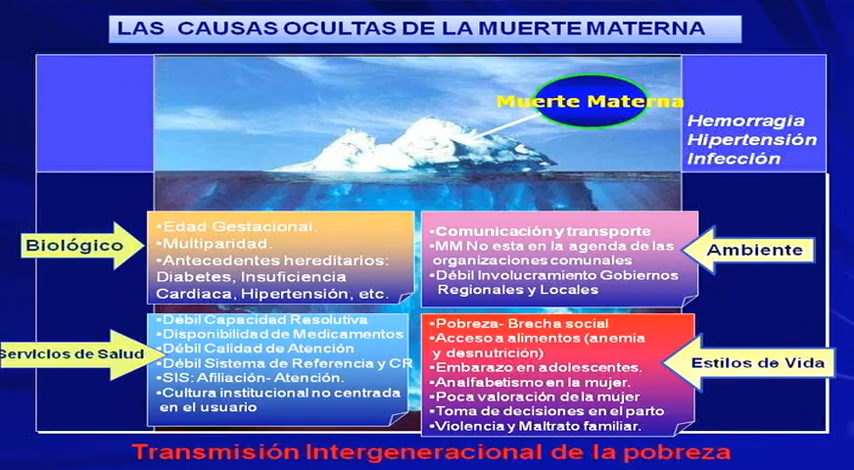 LAS CAUSAS OCULTAS DE LA MUERTE MATERNA
Muerte Materna
Hemorragia
Hipertensión
Infección
Biológico
•Edad Gestacional.
•Multiparidad.
•Antecedentes hereditarios:
Diabetes, Insuficiencia
Cardiaca, Hipertensión, etc.
•Comunicación y transporte
•MM No esta en la agenda de las
organizaciones comunales
•Débil Involucramiento Gobiernos
Regionales y Locales
Ambiente
Servicios de Salud
•Débil Capacidad Resolutiva
•Disponibilidad de Medicamentos
•Débil Calidad de Atención
•Débil Sistema de Referencia y CR
•SIS: Afiliación- Atención.
•Cultura institucional no centrada
en el usuario
•Pobreza- Brecha social
•Acceso a alimentos (anemia
y desnutrición)
•Embarazo en adolescentes.
•Analfabetismo en la mujer.
•Poca valoración de la mujer
•Toma de decisiones en el parto
•Violencia y Maltrato familiar.
Estilos de Vida
Transmisión Intergeneracional de la pobreza